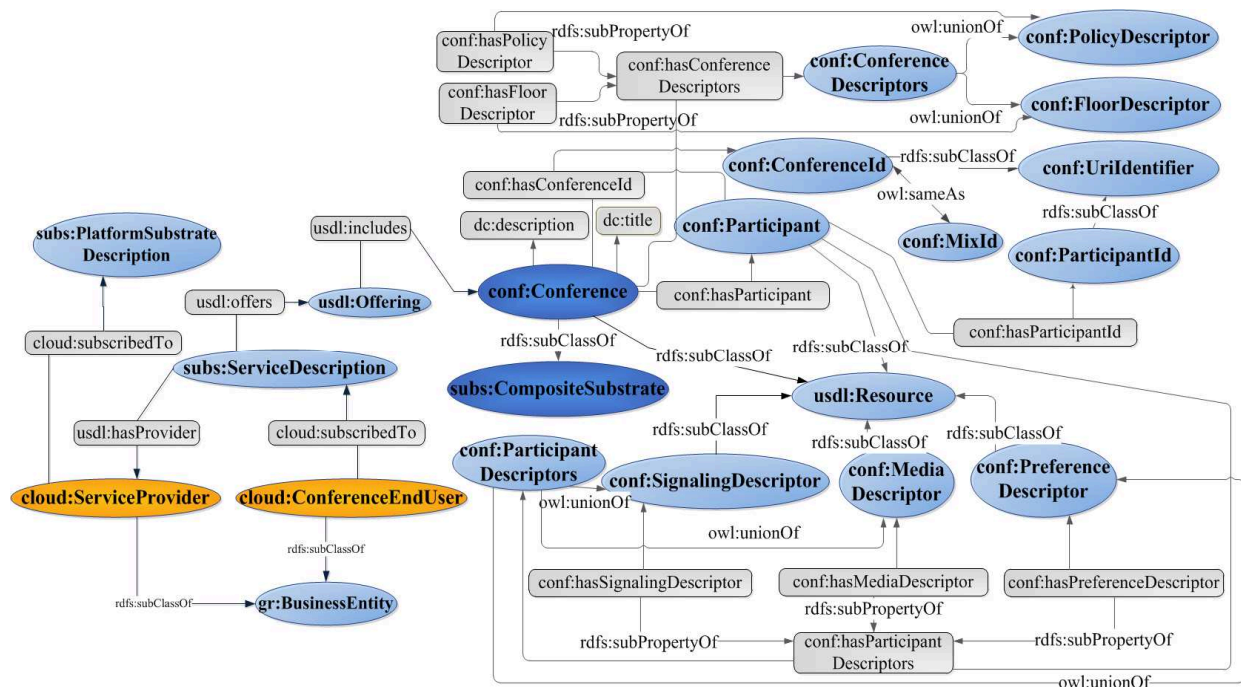 conf:hasPolicy
Descriptor
rdfs:subPropertyOf
owl:unionOf
conf:PolicyDescriptor
conf:hasConference
Descriptors
conf:Conference
Descriptors
conf:hasFloor
Descriptor
rdfs:subPropertyOf
owl:unionOf
conf:FloorDescriptor
conf:ConferenceId
rdfs:subClassOf
conf:UriIdentifier
conf:hasConferenceId
owl:sameAs
dc:description
dc:title
conf:Participant
rdfs:subClassOf
conf:MixId
conf:ParticipantId
usdl:includes
subs:PlatformSubstrate
Description
conf:Conference
conf:hasParticipant
usdl:offers
usdl:Offering
conf:hasParticipantId
cloud:subscribedTo
rdfs:subClassOf
rdfs:subClassOf
rdfs:subClassOf
subs:ServiceDescription
subs:CompositeSubstrate
usdl:Resource
usdl:hasProvider
cloud:subscribedTo
rdfs:subClassOf
rdfs:subClassOf
rdfs:subClassOf
conf:Participant
Descriptors
conf:SignalingDescriptor
conf:Media
Descriptor
conf:Preference
Descriptor
cloud:ServiceProvider
cloud:ConferenceEndUser
owl:unionOf
owl:unionOf
rdfs:subClassOf
conf:hasSignalingDescriptor
conf:hasMediaDescriptor
conf:hasPreferenceDescriptor
rdfs:subClassOf
gr:BusinessEntity
rdfs:subPropertyOf
rdfs:subPropertyOf
rdfs:subPropertyOf
conf:hasParticipant
Descriptors
owl:unionOf